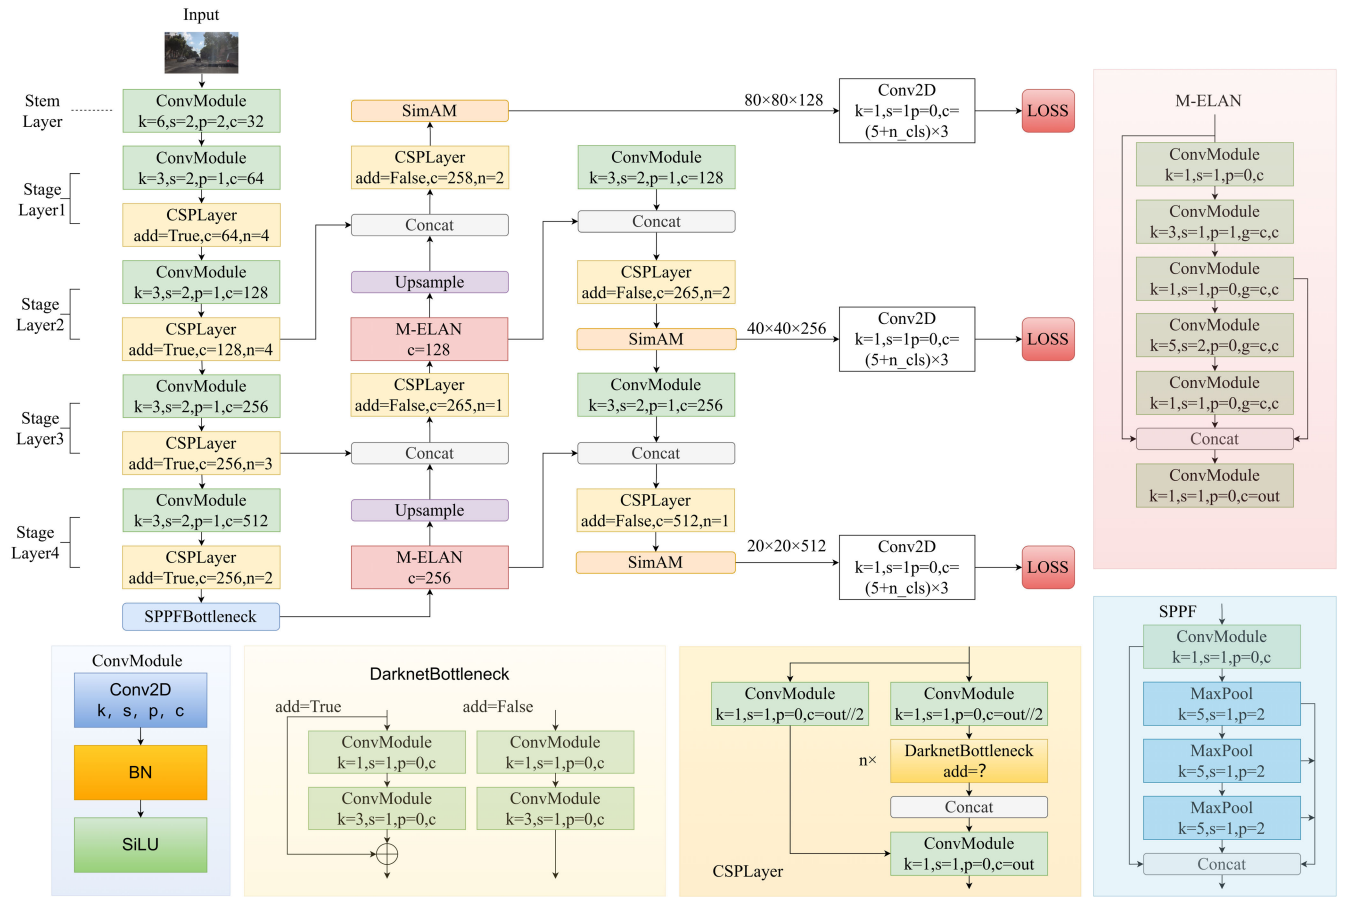 Input
Stem
Layer
ConvModule
k=6,s=2,p=2,c=32
ConvModule
k=3,s=2,p=1,c=64
Stage
Layer1
CSPLayer
add=True,c=64,n=4
ConvModule
k=3,s=2,p=1,c=128
Stage
Layer2
CSPLayer
add=True,c=128,n=4
ConvModule
k=3,s=2,p=1,c=256
Stage
Layer3
CSPLayer
add=True,c=256,n=3
ConvModule
k=3,s=2,p=1,c=512
Stage
Layer4
CSPLayer
add=True,c=256,n=2
SPPFBottleneck
SimAM
CSPLayer
add=False,c=258,n=2
Concat
Upsample
M-ELAN
c=128
CSPLayer
add=False,c=265,n=1
Concat
Upsample
M-ELAN
c=256
ConvModule
k=3,s=2,p=1,c=128
Concat
CSPLayer
add=False,c=265,n=2
SimAM
ConvModule
k=3,s=2,p=1,c=256
Concat
CSPLayer
add=False,c=512,n=1
SimAM
80×80×128
Conv2D
k=1,s=1p=0,c=
(5+n_cls)×3
LOSS
40×40×256
Conv2D
k=1,s=1p=0,c=
(5+n_cls)×3
LOSS
20×20×512
Conv2D
k=1,s=1p=0,c=
(5+n_cls)×3
LOSS
M-ELAN
ConvModule
k=1,s=1,p=0,c
ConvModule
k=3,s=1,p=1,g=c,c
ConvModule
k=1,s=1,p=0,g=c,c
ConvModule
k=5,s=2,p=0,g=c,c
ConvModule
k=1,s=1,p=0,g=c,c
Concat
ConvModule
k=1,s=1,p=0,c=out
ConvModule
Conv2D
k, s, p, c
BN
SiLU
DarknetBottleneck
add=True
ConvModule
k=1,s=1,p=0,c
ConvModule
k=3,s=1,p=0,c
add=False
ConvModule
k=1,s=1,p=0,c
ConvModule
k=3,s=1,p=0,c
ConvModule
k=1,s=1,p=0,c=out//2
ConvModule
k=1,s=1,p=0,c=out//2
n×
DarknetBottleneck
add=?
Concat
ConvModule
k=1,s=1,p=0,c=out
CSPLayer
SPPF
ConvModule
k=1,s=1,p=0,c
MaxPool
k=5,s=1,p=2
MaxPool
k=5,s=1,p=2
MaxPool
k=5,s=1,p=2
Concat